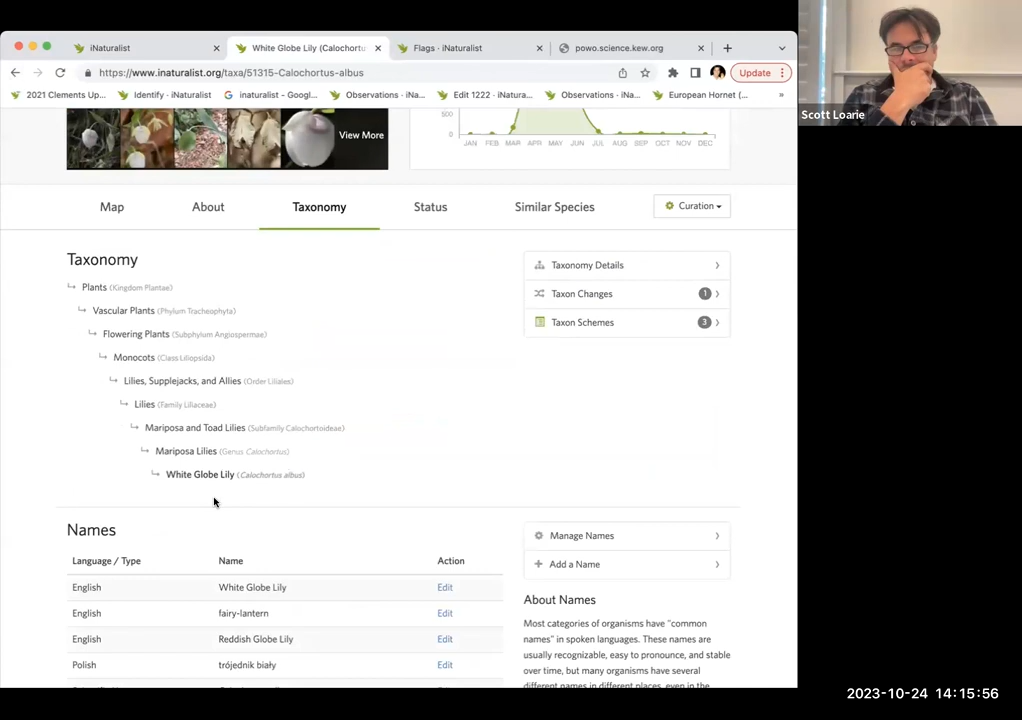 Scott Loarie
iNaturalist
White Globe Lily (Calochortu
Flags · iNaturalist
powo.science.kew.org
https://www.inaturalist.org/taxa/51315-Calochortus-albus
Update
2021 Clements Up...
Identify · iNaturalist
inaturalist - Googl...
Observations · iNa...
Edit 1222 · iNatura...
Observations · iNa...
European Hornet (...
»
View More
500
0
JAN FEB MAR APR MAY JUN JUL AUG SEP OCT NOV DEC
Map
About
Taxonomy
Status
Similar Species
Curation
Taxonomy
Plants (Kingdom Plantae)
Vascular Plants (Phylum Tracheophyta)
Flowering Plants (Subphylum Angiospermae)
Monocots (Class Liliopsida)
Lilies, Supplejacks, and Allies (Order Liliales)
Lilies (Family Liliaceae)
Mariposa and Toad Lilies (Subfamily Calochortoideae)
Mariposa Lilies (Genus Calochortus)
White Globe Lily (Calochortus albus)
Taxonomy Details
Taxon Changes 1
Taxon Schemes 3
Names
Language / Type Name Action
English White Globe Lily Edit
English fairy-lantern Edit
English Reddish Globe Lily Edit
Polish trójednik biały Edit
Manage Names
Add a Name
About Names
Most categories of organisms have "common
names" in spoken languages. These names are
usually recognizable, easy to pronounce, and stable
over time, but many organisms have several
different names in different places, even in the
2023-10-24 14:15:56